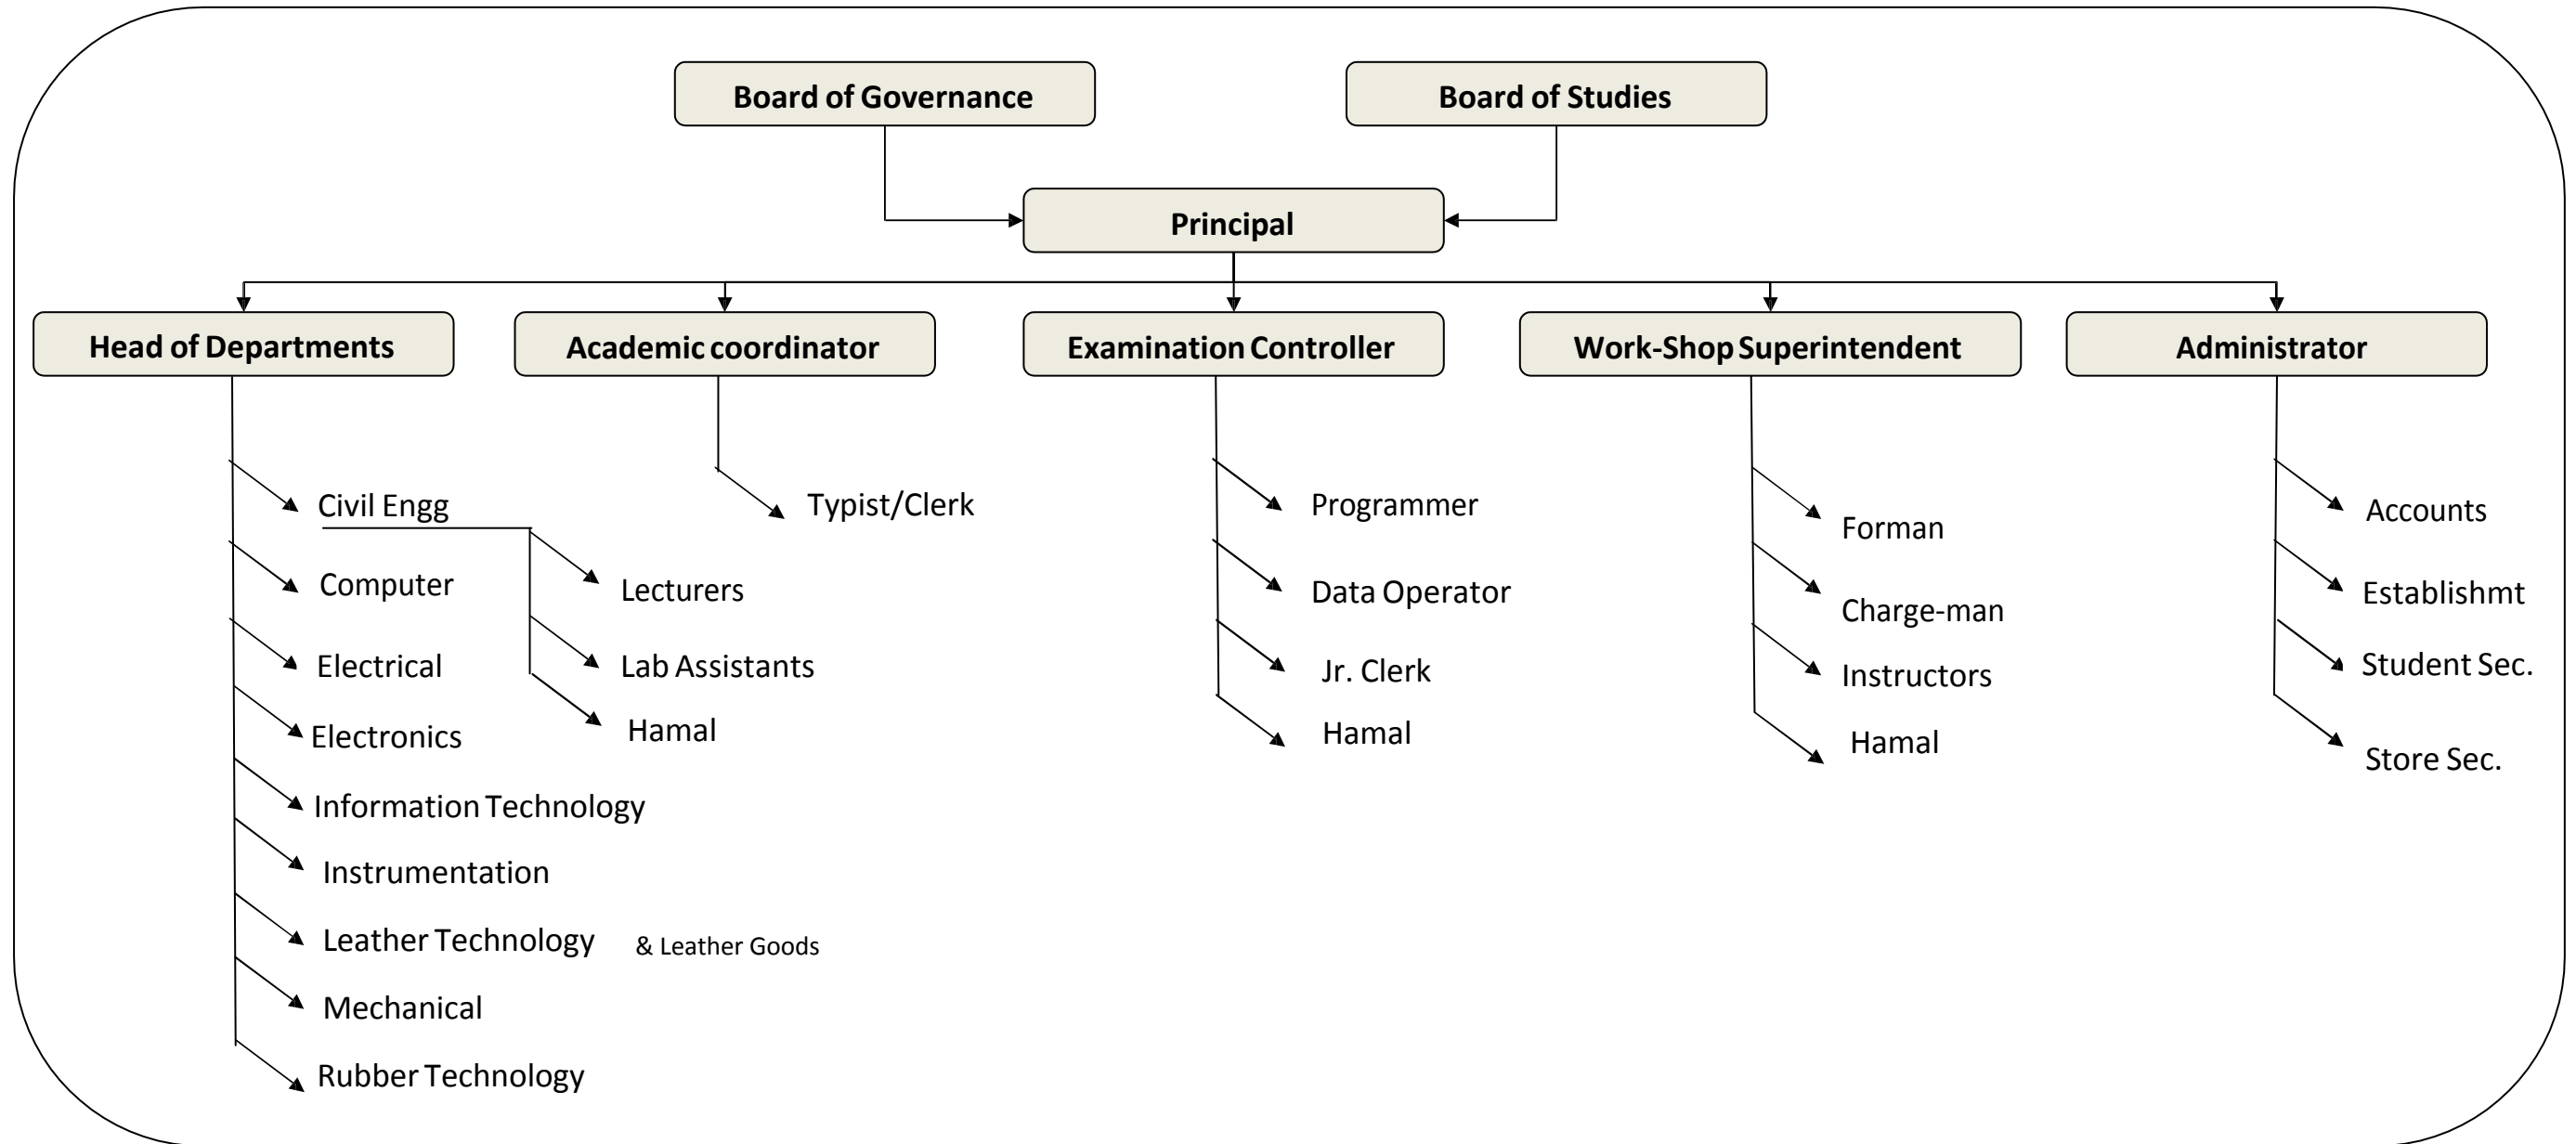 Board of Governance
Board of Studies
Principal
Head of Departments
Academic coordinator
Examination Controller
Work-Shop Superintendent
Administrator
Civil Engg
Computer
Electrical
Electronics
Information Technology
Instrumentation
Leather Technology & Leather Goods
Mechanical
Rubber Technology
Lecturers
Lab Assistants
Hamal
Typist/Clerk
Programmer
Data Operator
Jr. Clerk
Hamal
Forman
Charge-man
Instructors
Hamal
Accounts
Establishmt
Student Sec.
Store Sec.